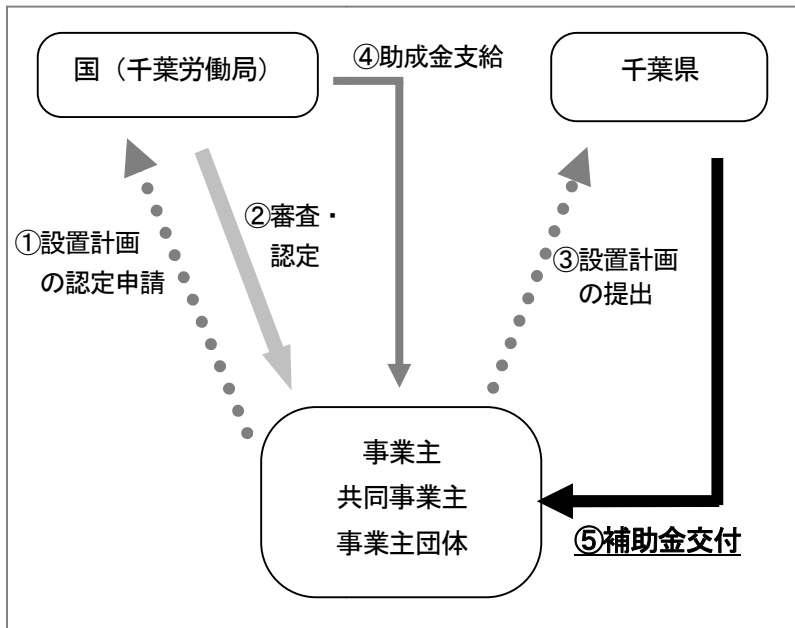 国（千葉労働局）
④助成金支給
千葉県
①設置計画
の認定申請
②審査・
認定
③設置計画
の提出
事業主
共同事業主
事業主団体
⑤補助金交付